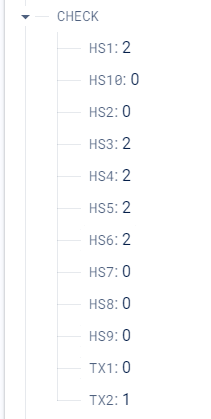 CHECK
HS1: 2
HS10: 0
HS2: 0
HS3: 2
HS4: 2
HS5: 2
HS6: 2
HS7: 0
HS8: 0
HS9: 0
TX1: 0
TX2: 1